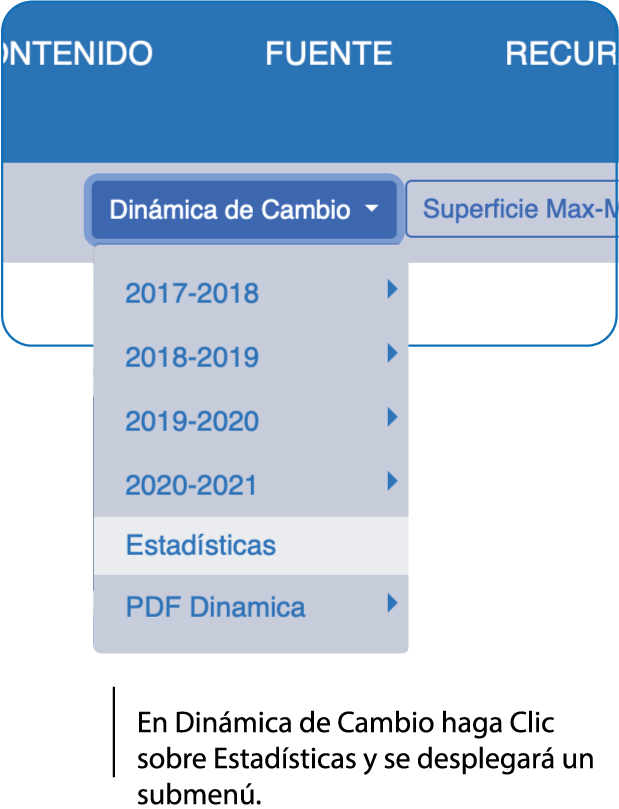 ONTENIDO FUENTE RECUR
Dinámica de Cambio Superficie Max-M
2017-2018
2018-2019
2019-2020
2020-2021
Estadísticas
PDF Dinamica
En Dinámica de Cambio haga Clic
sobre Estadísticas y se desplegará un
submenú.